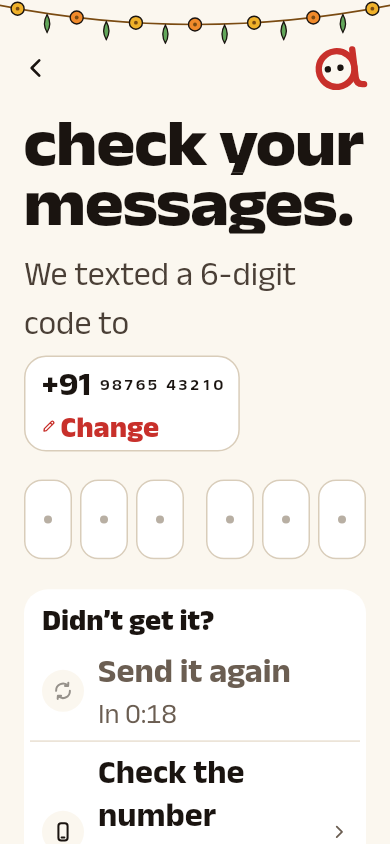 check your
messages.
We texted a 6-digit
code to
+91 98765 43210
Change
Didn’t get it?
Send it again
In 0:18
Check the
number